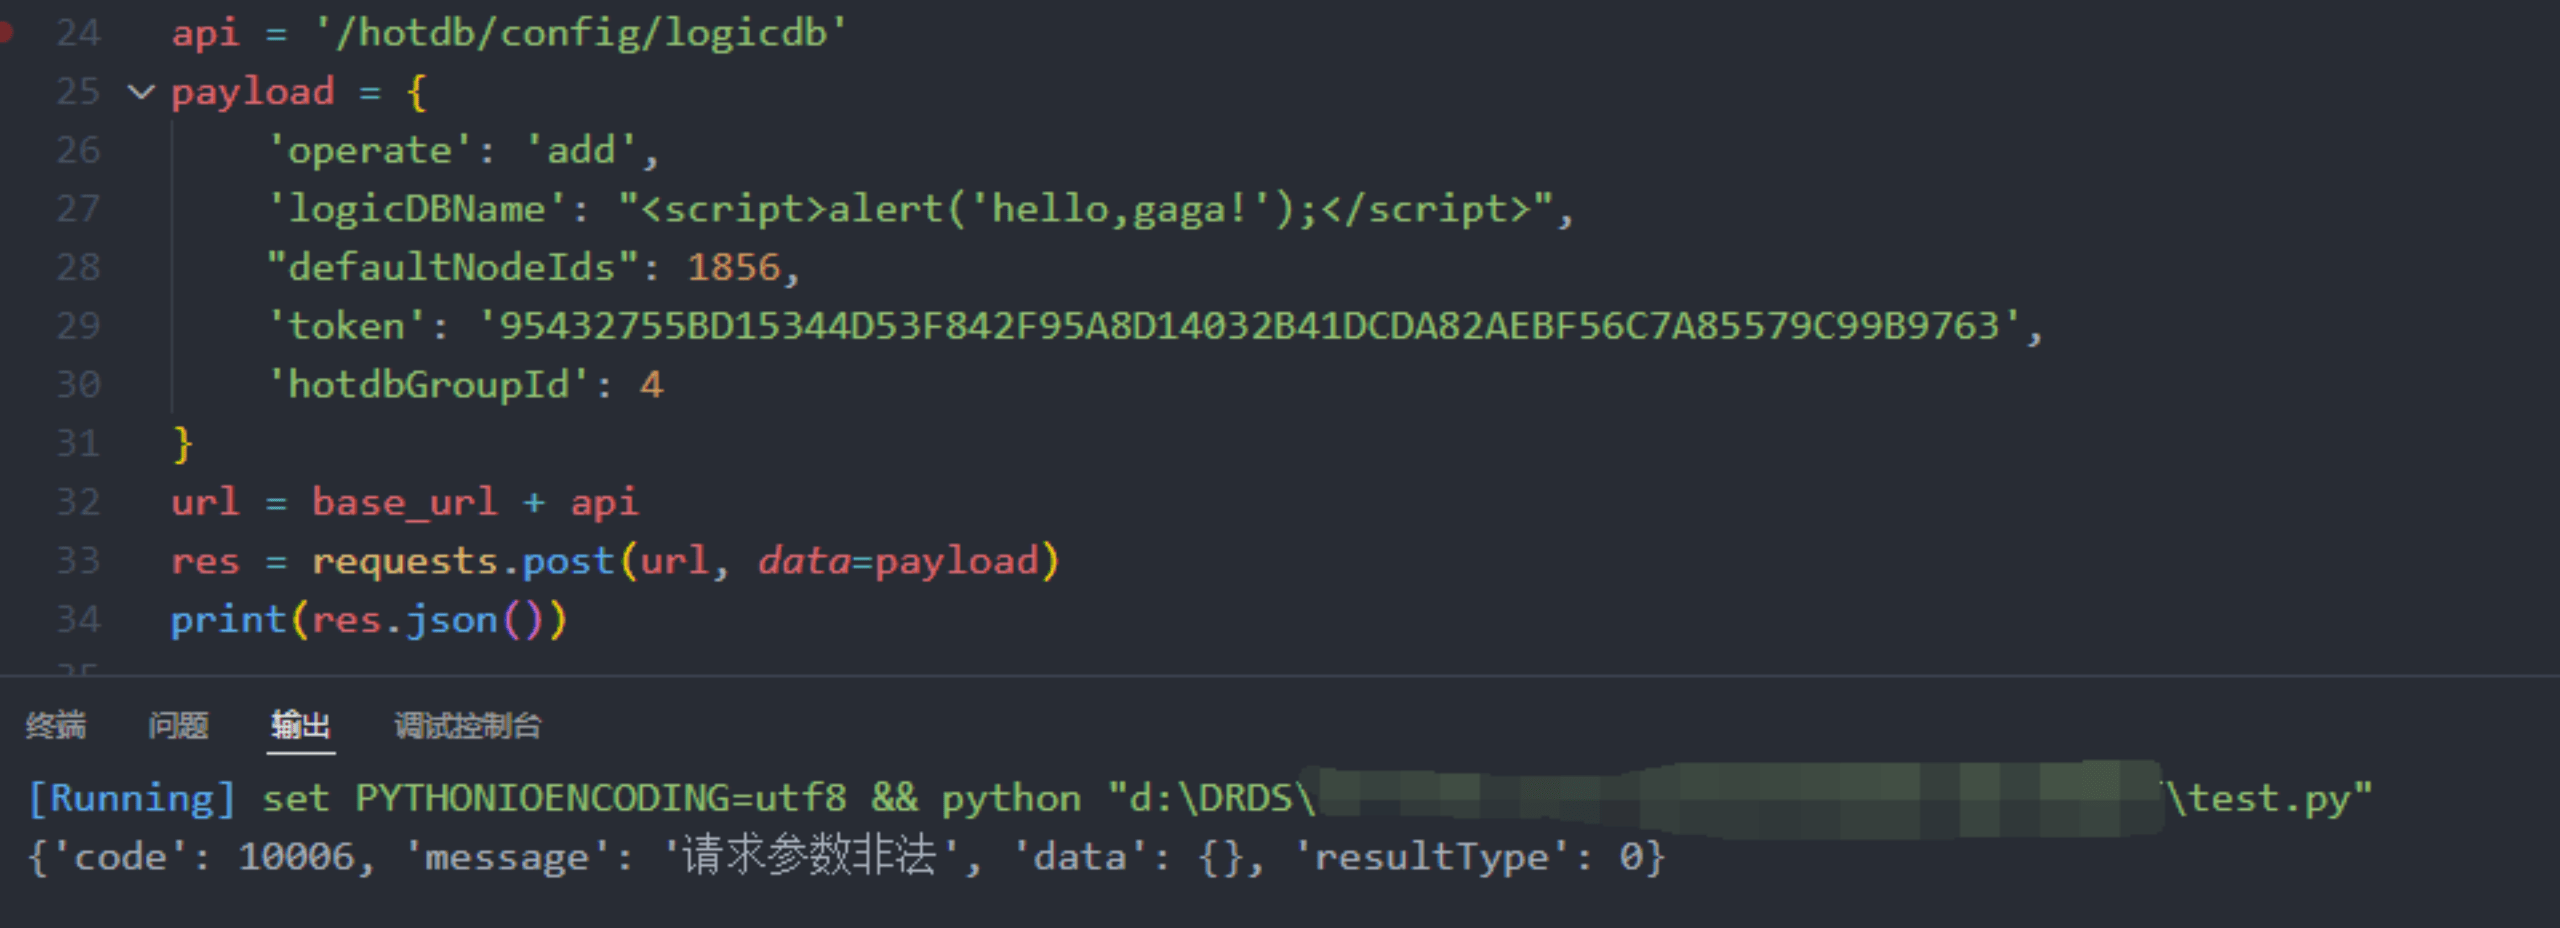 24 api = '/hotdb/config/logicdb'
25 payload = {
26 'operate': 'add',
27 'logicDBName': "<script>alert('hello,gaga!');</script>",
28 "defaultNodeIds": 1856,
29 'token': '95432755BD15344D53F842F95A8D14032B41DCDA82AEBF56C7A85579C99B9763',
30 'hotdbGroupId': 4
31 }
32 url = base_url + api
33 res = requests.post(url, data=payload)
34 print(res.json())
35
终端 问题 输出 调试控制台
[Running] set PYTHONIOENCODING=utf8 && python "d:\DRDS\ \test.py"
{'code': 10006, 'message': '请求参数非法', 'data': {}, 'resultType': 0}